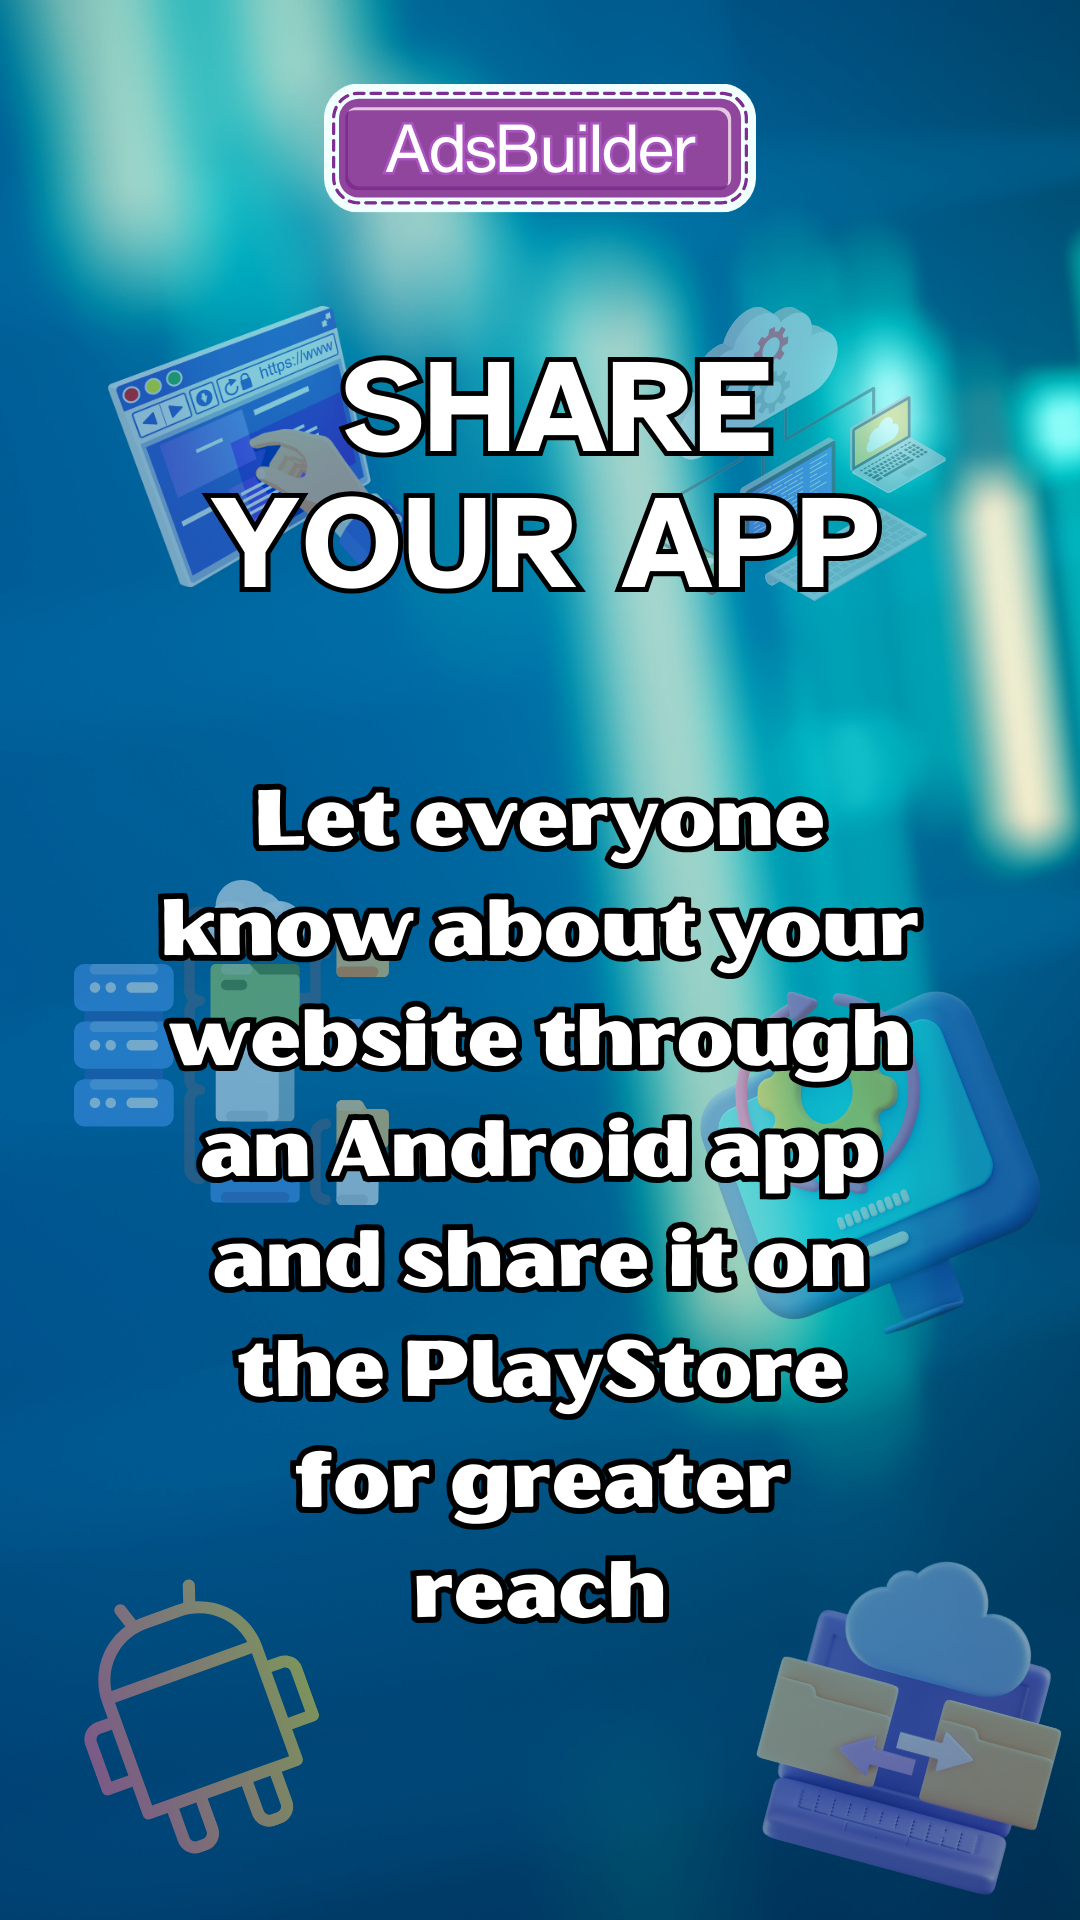 AdsBuilder
https://www
SHARE
YOUR APP
Let everyone
know about your
website through
an Android app
and share it on
the PlayStore
for greater
reach